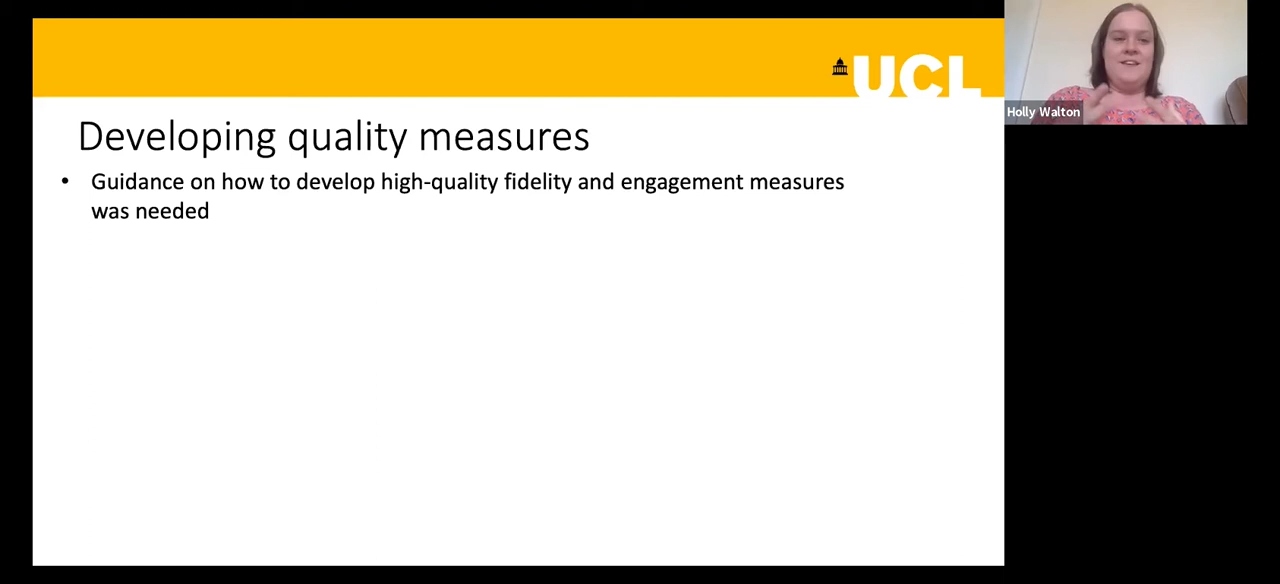 UCL
Holly Walton
Developing quality measures
• Guidance on how to develop high-quality fidelity and engagement measures
was needed